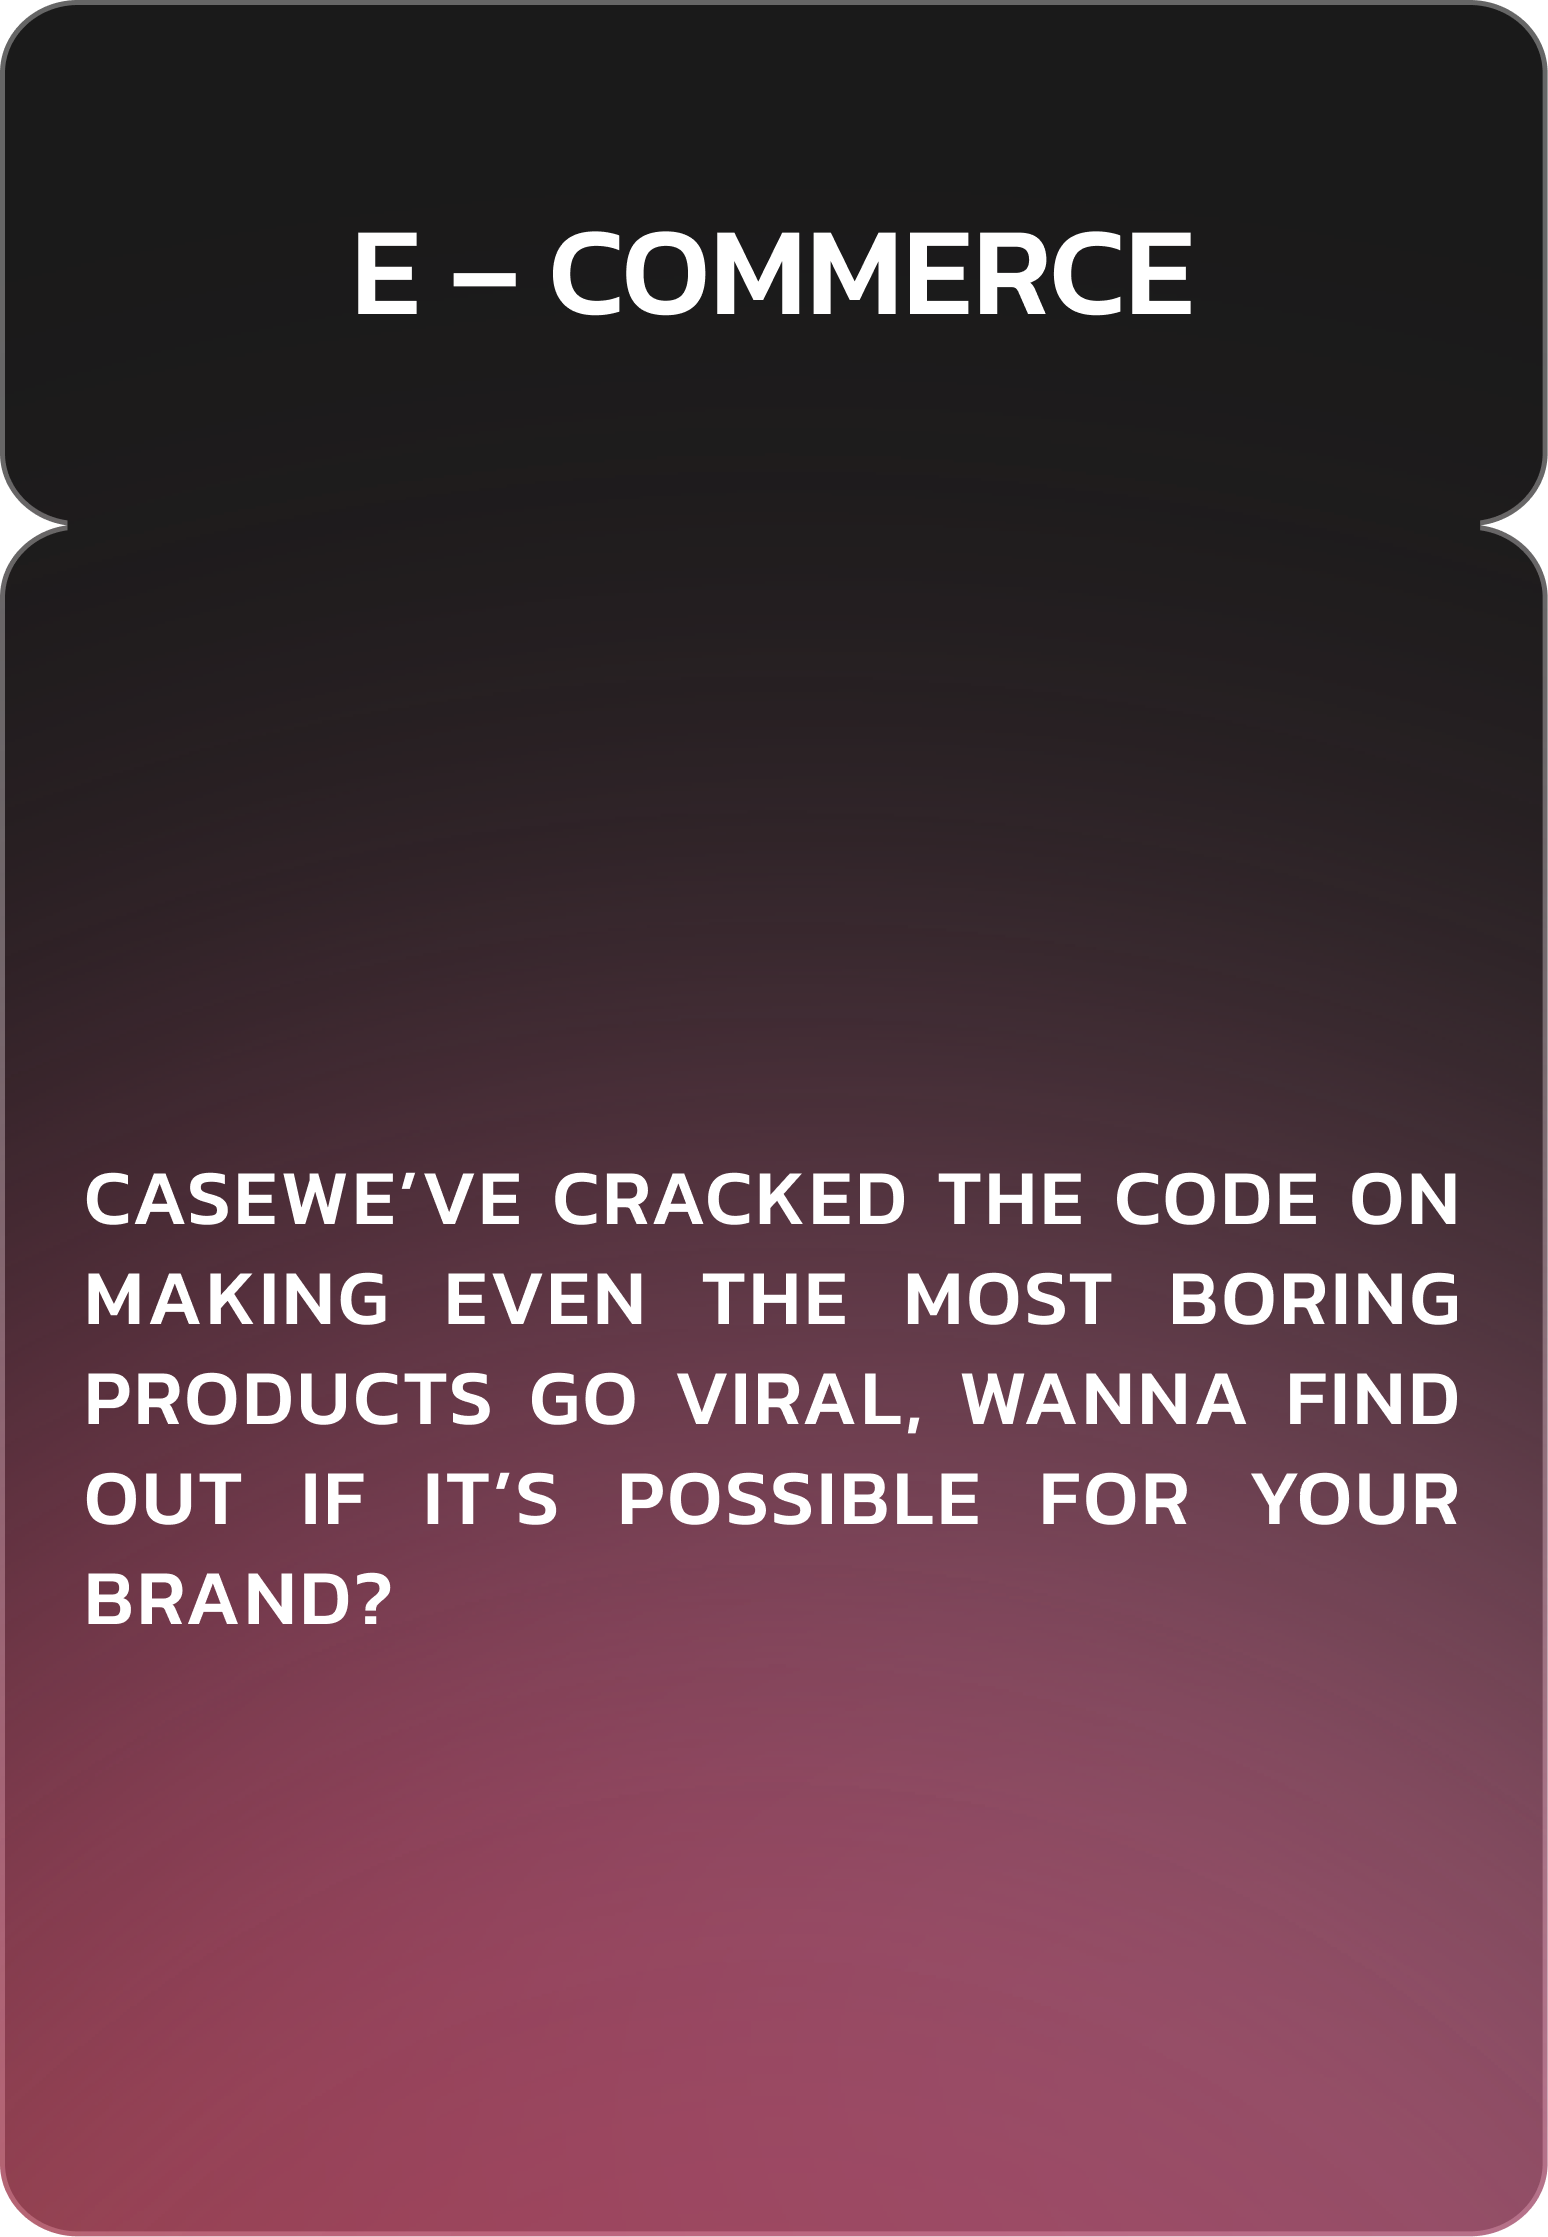 E – COMMERCE
CASEWE’VE CRACKED THE CODE ON
MAKING EVEN THE MOST BORING
PRODUCTS GO VIRAL, WANNA FIND
OUT IF IT’S POSSIBLE FOR YOUR
BRAND?